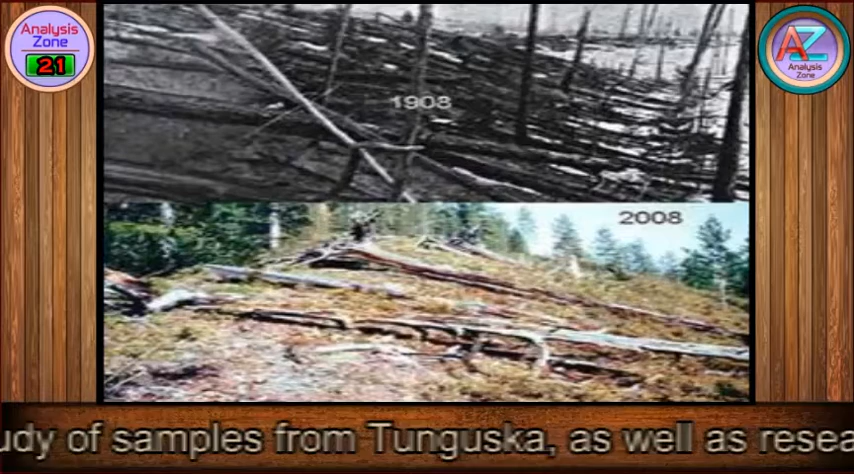 Analysis
Zone
21
AZ
Analysis
Zone
1908
2008
udy of samples from Tunguska, as well as resea